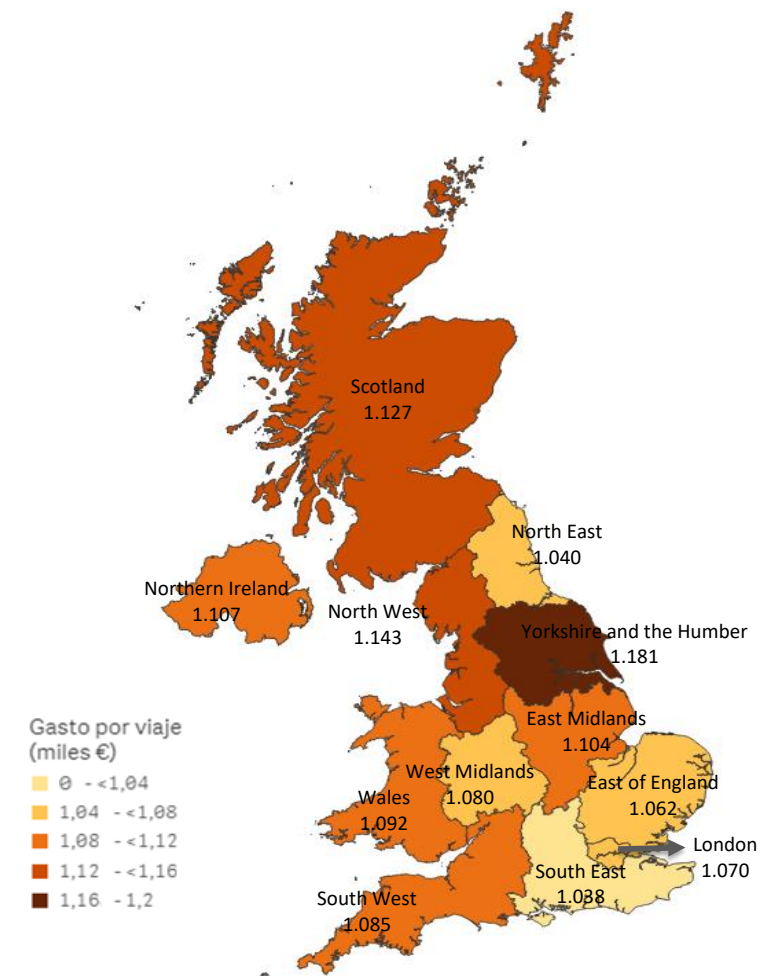 Scotland
1.127
North East
1.040
Northern Ireland
1.107
North West
1.143
Yorkshire and the Humber
1.181
East Midlands
1.104
West Midlands
1.080
East of England
1.062
Wales
1.092
London
1.070
South East
1.038
South West
1.085
Gasto por viaje
(miles €)
0 -<1,04
1,04 -<1,08
1,08 -<1,12
1,12 -<1,16
1,16 -1,2